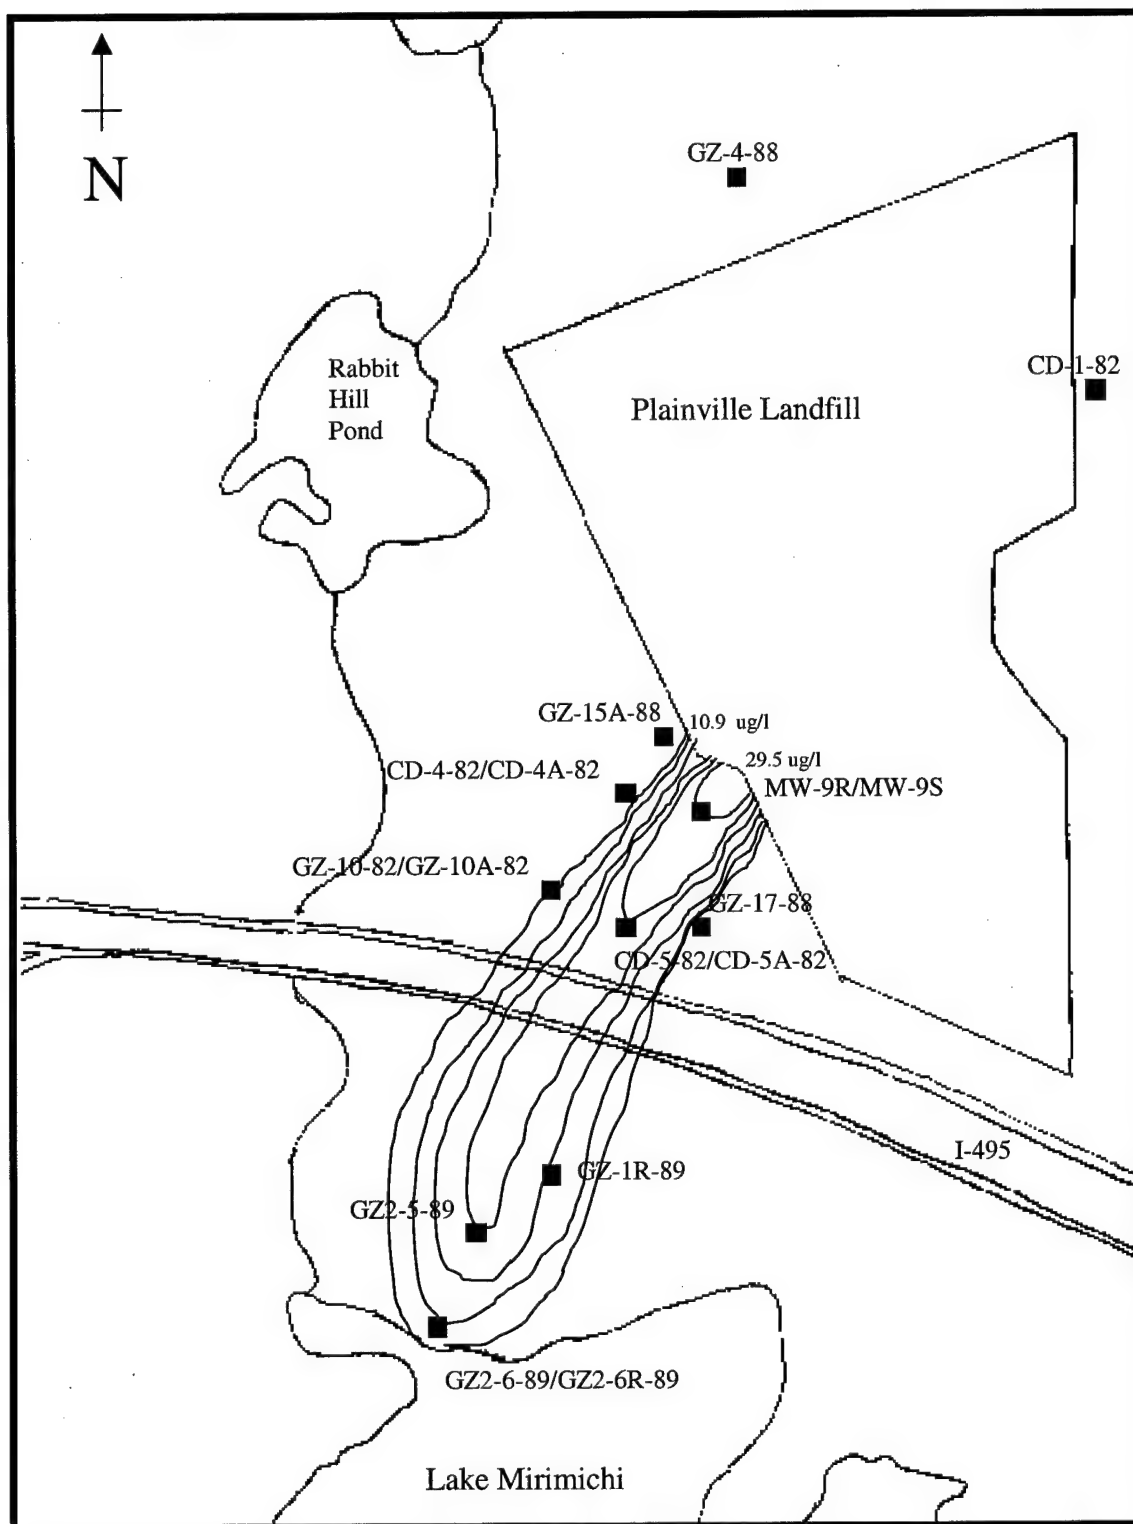 N
GZ-4-88
CD-1-82
Rabbit
Hill
Pond
Plainville Landfill
GZ-15A-88
10.9 ug/l
29.5 ug/l
CD-4-82/CD-4A-82
MW-9R/MW-9S
GZ-10-82/GZ-10A-82
GZ-17-88
CD-5-82/CD-5A-82
I-495
GZ-1R-89
GZ2-5-89
GZ2-6-89/GZ2-6R-89
Lake Mirimichi